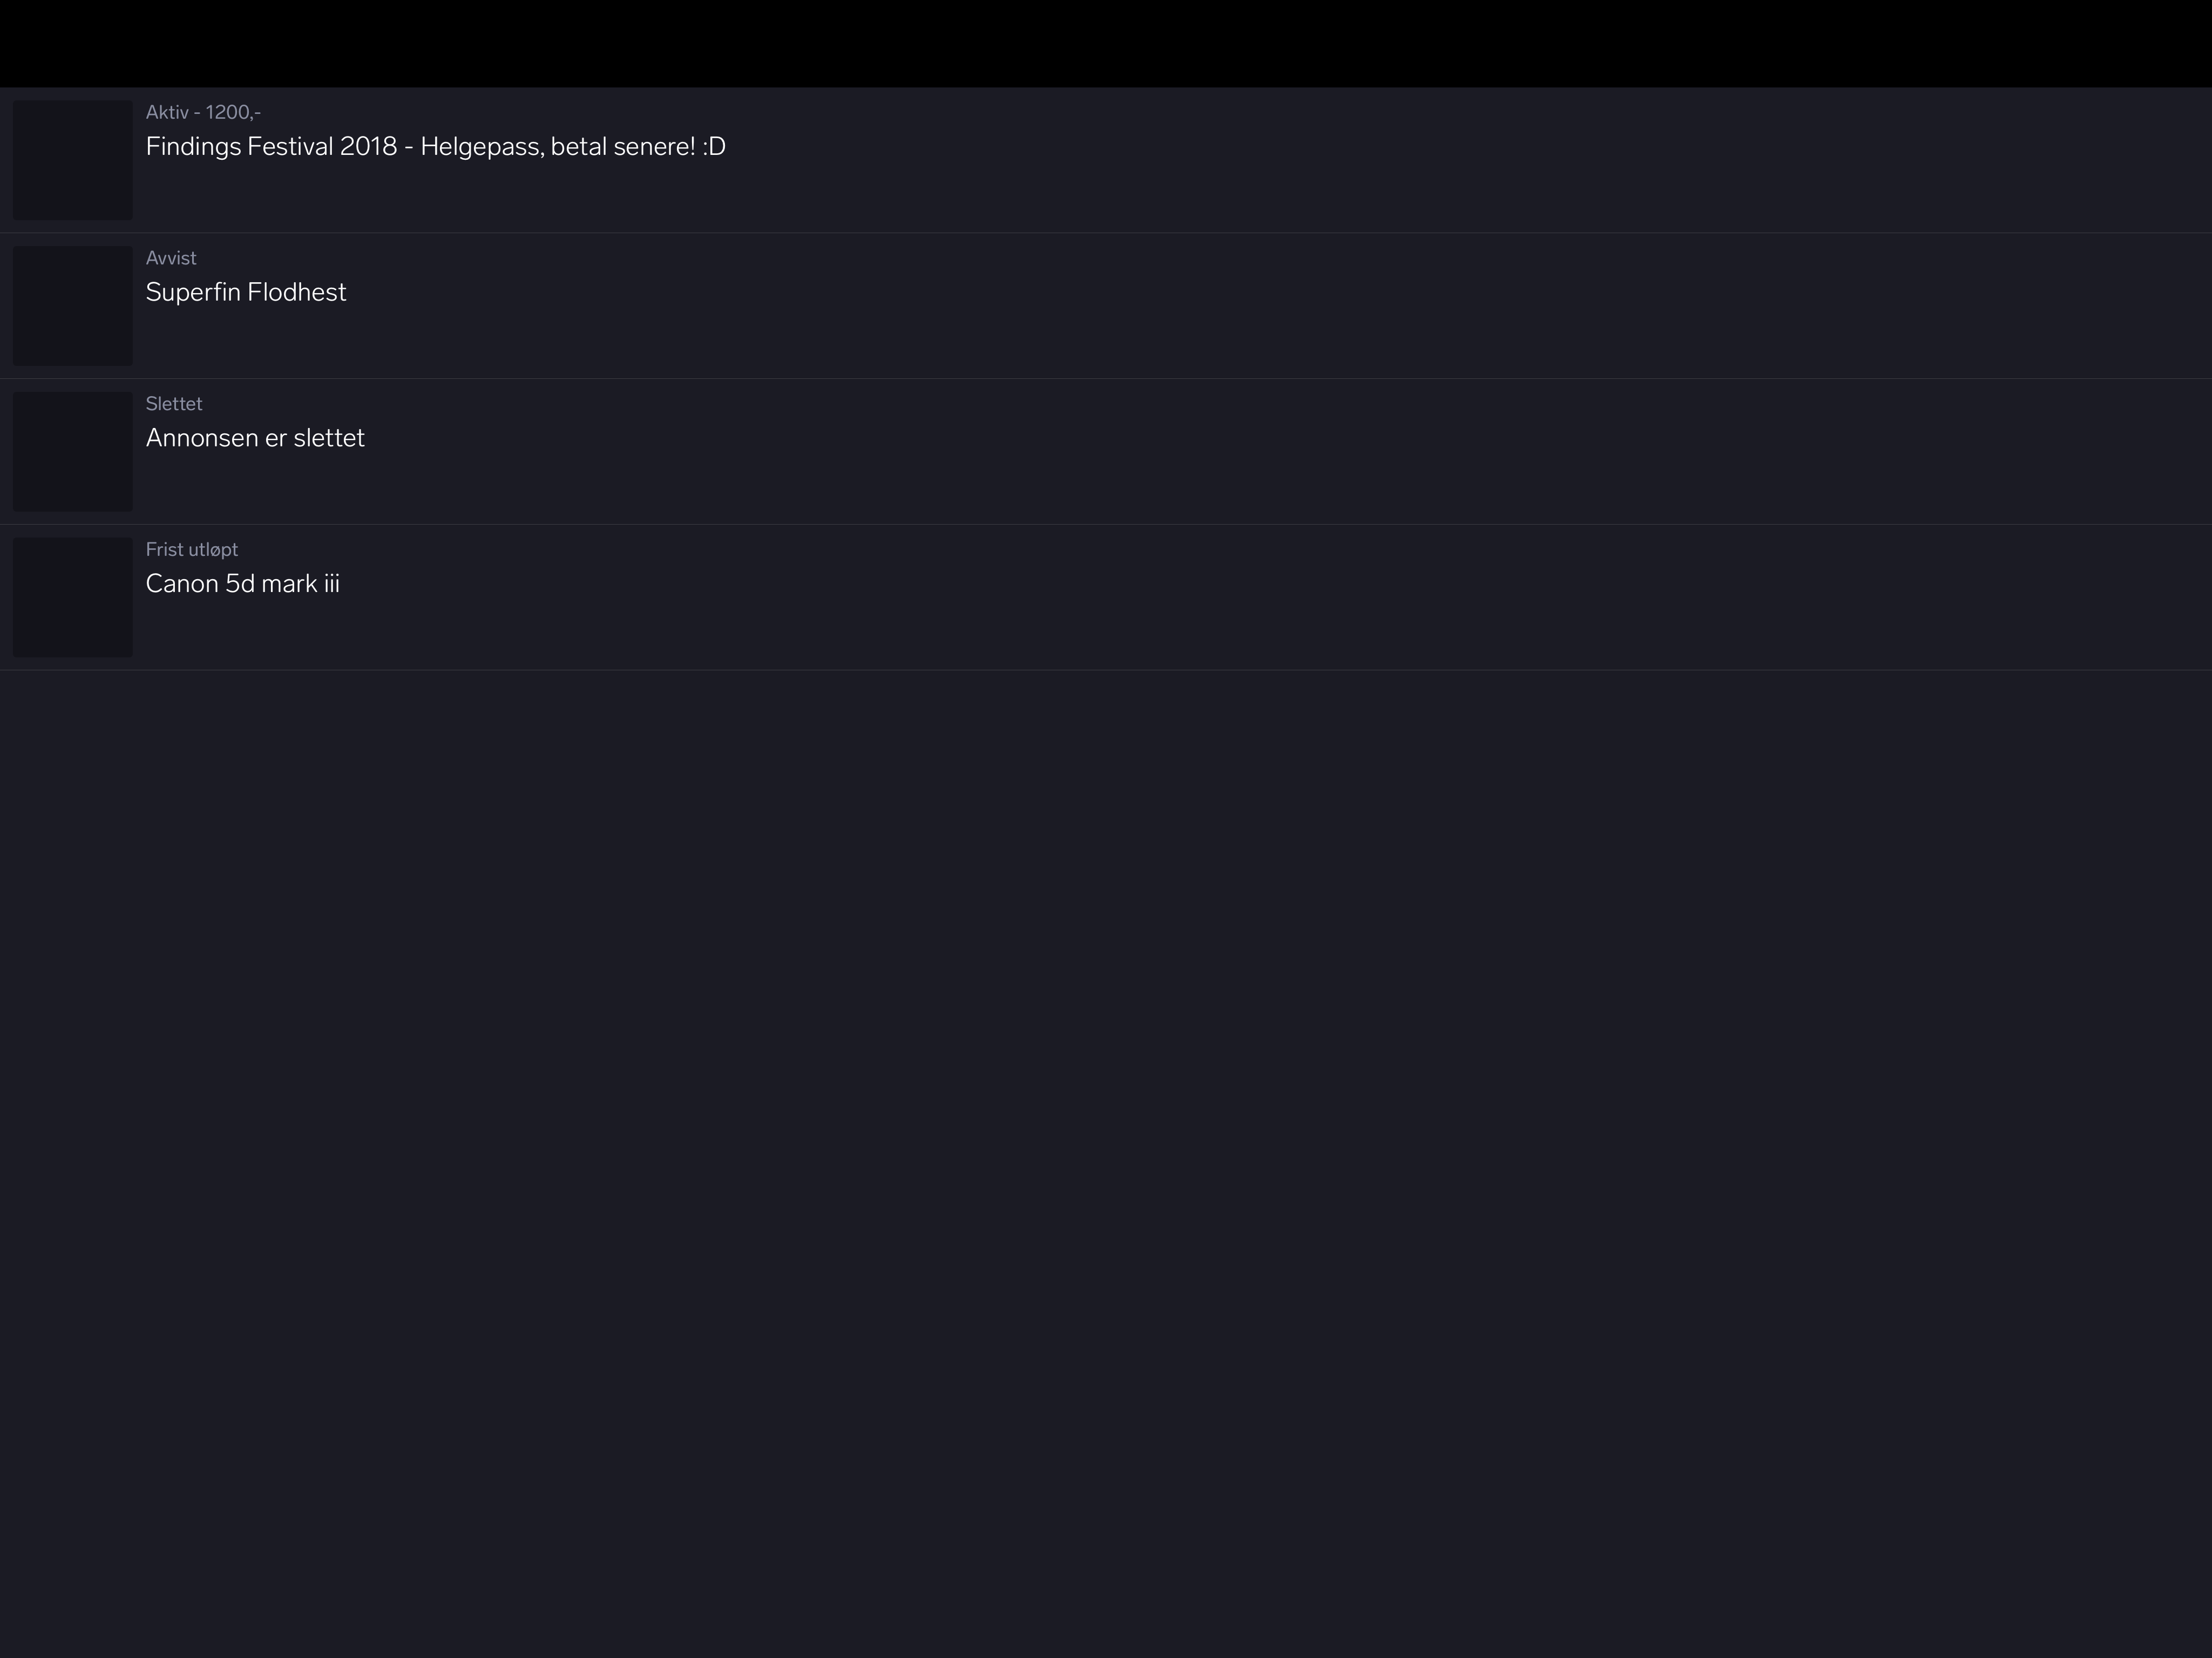 Aktiv - 1200,-
Findings Festival 2018 - Helgepass, betal senere! :D
Avvist
Superfin Flodhest
Slettet
Annonsen er slettet
Frist utløpt
Canon 5d mark iii